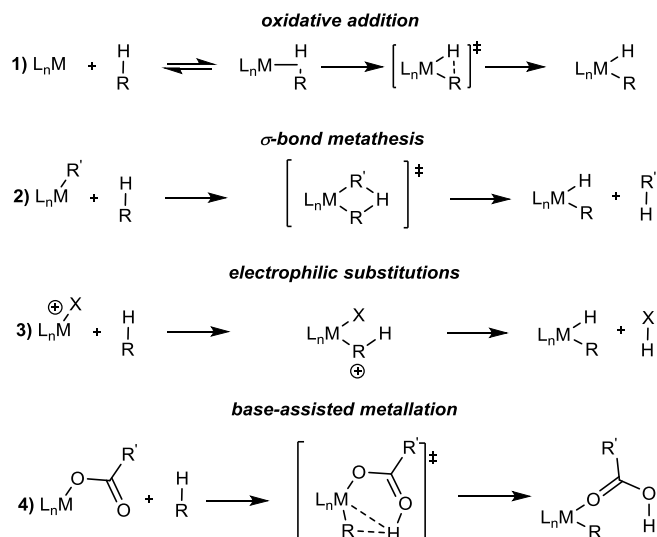 oxidative addition
1) LnM + H R LnM H R LnM H R ‡ LnM H R
σ-bond metathesis
2) LnM R' + H R LnM R' H R ‡ LnM H R + R' H
electrophilic substitutions
3) LnM ⊕ X + H R LnM X R H ⊕ LnM H R + X H
base-assisted metallation
4) LnM O R' O + H R LnM O R' O R H ‡ LnM O R' O H R